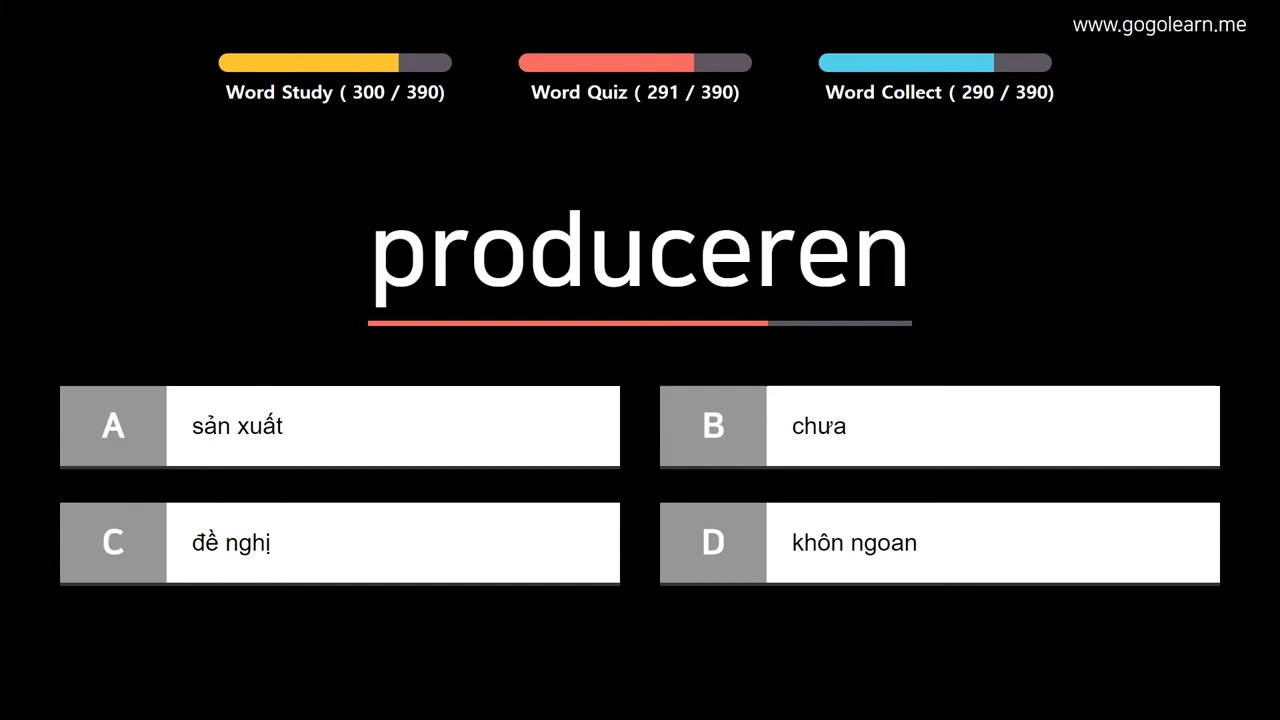 www.gogolearn.me
Word Study ( 300 / 390)
Word Quiz ( 291 / 390)
Word Collect ( 290 / 390)
produceren
A sản xuất
B chưa
C đề nghị
D khôn ngoan